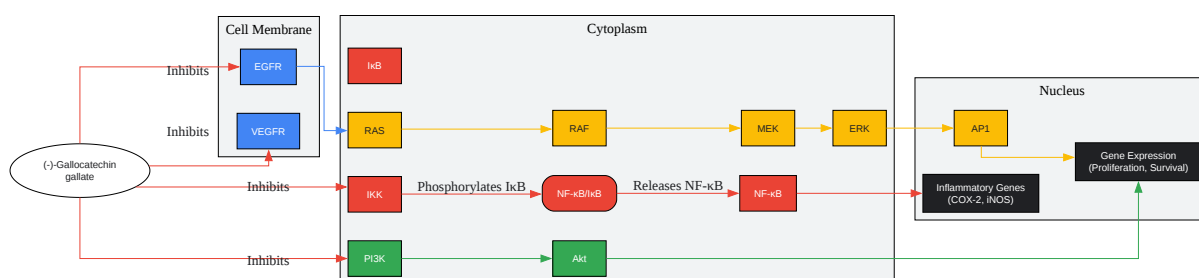 Cell Membrane
Cytoplasm
Inhibits
EGFR
IκB
Nucleus
Inhibits
VEGFR
RAS
RAF
MEK
ERK
AP1
(-)-Gallocatechin
gallate
Gene Expression
(Proliferation, Survival)
Inhibits
IKK
Phosphorylates IκB
NF-κB/IκB
Releases NF-κB
NF-κB
Inflammatory Genes
(COX-2, iNOS)
Inhibits
PI3K
Akt